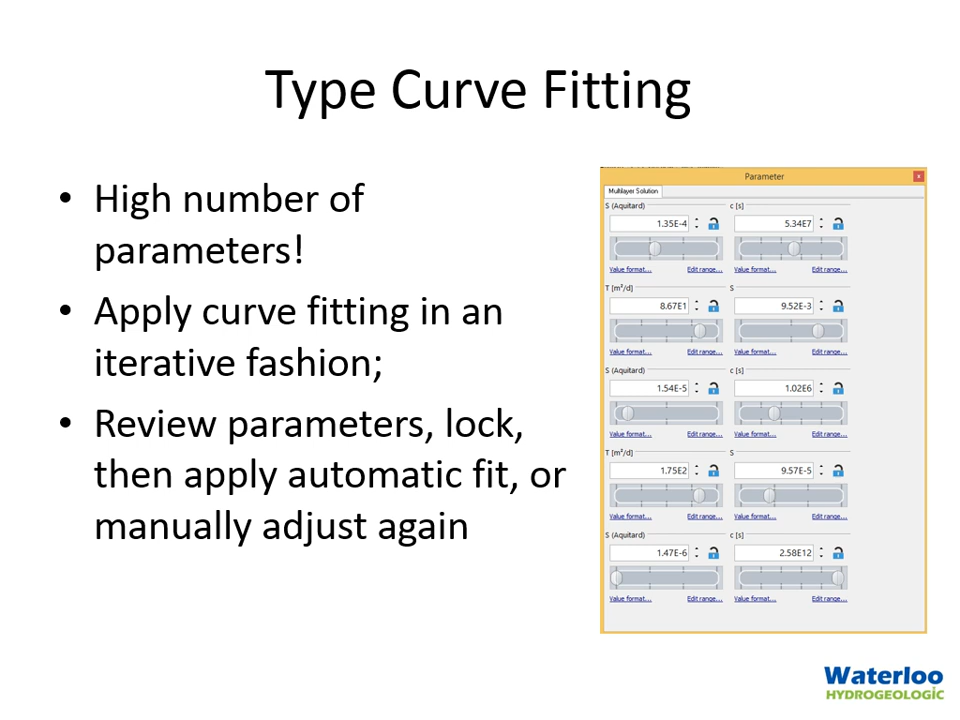 Type Curve Fitting
• High number of
parameters!
• Apply curve fitting in an
iterative fashion;
• Review parameters, lock,
then apply automatic fit, or
manually adjust again
Parameter
x
Multilayer Solution
S (Aquitard) c [s]
1.35E-4 5.34E7
Value format... Edit range... Value format... Edit range...
T [m²/d] S
8.67E1 9.52E-3
Value format... Edit range... Value format... Edit range...
S (Aquitard) c [s]
1.54E-5 1.02E6
Value format... Edit range... Value format... Edit range...
T [m²/d] S
1.75E2 9.57E-5
Value format... Edit range... Value format... Edit range...
S (Aquitard) c [s]
1.47E-6 2.58E12
Value format... Edit range... Value format... Edit range...
Waterloo
HYDROGEOLOGIC